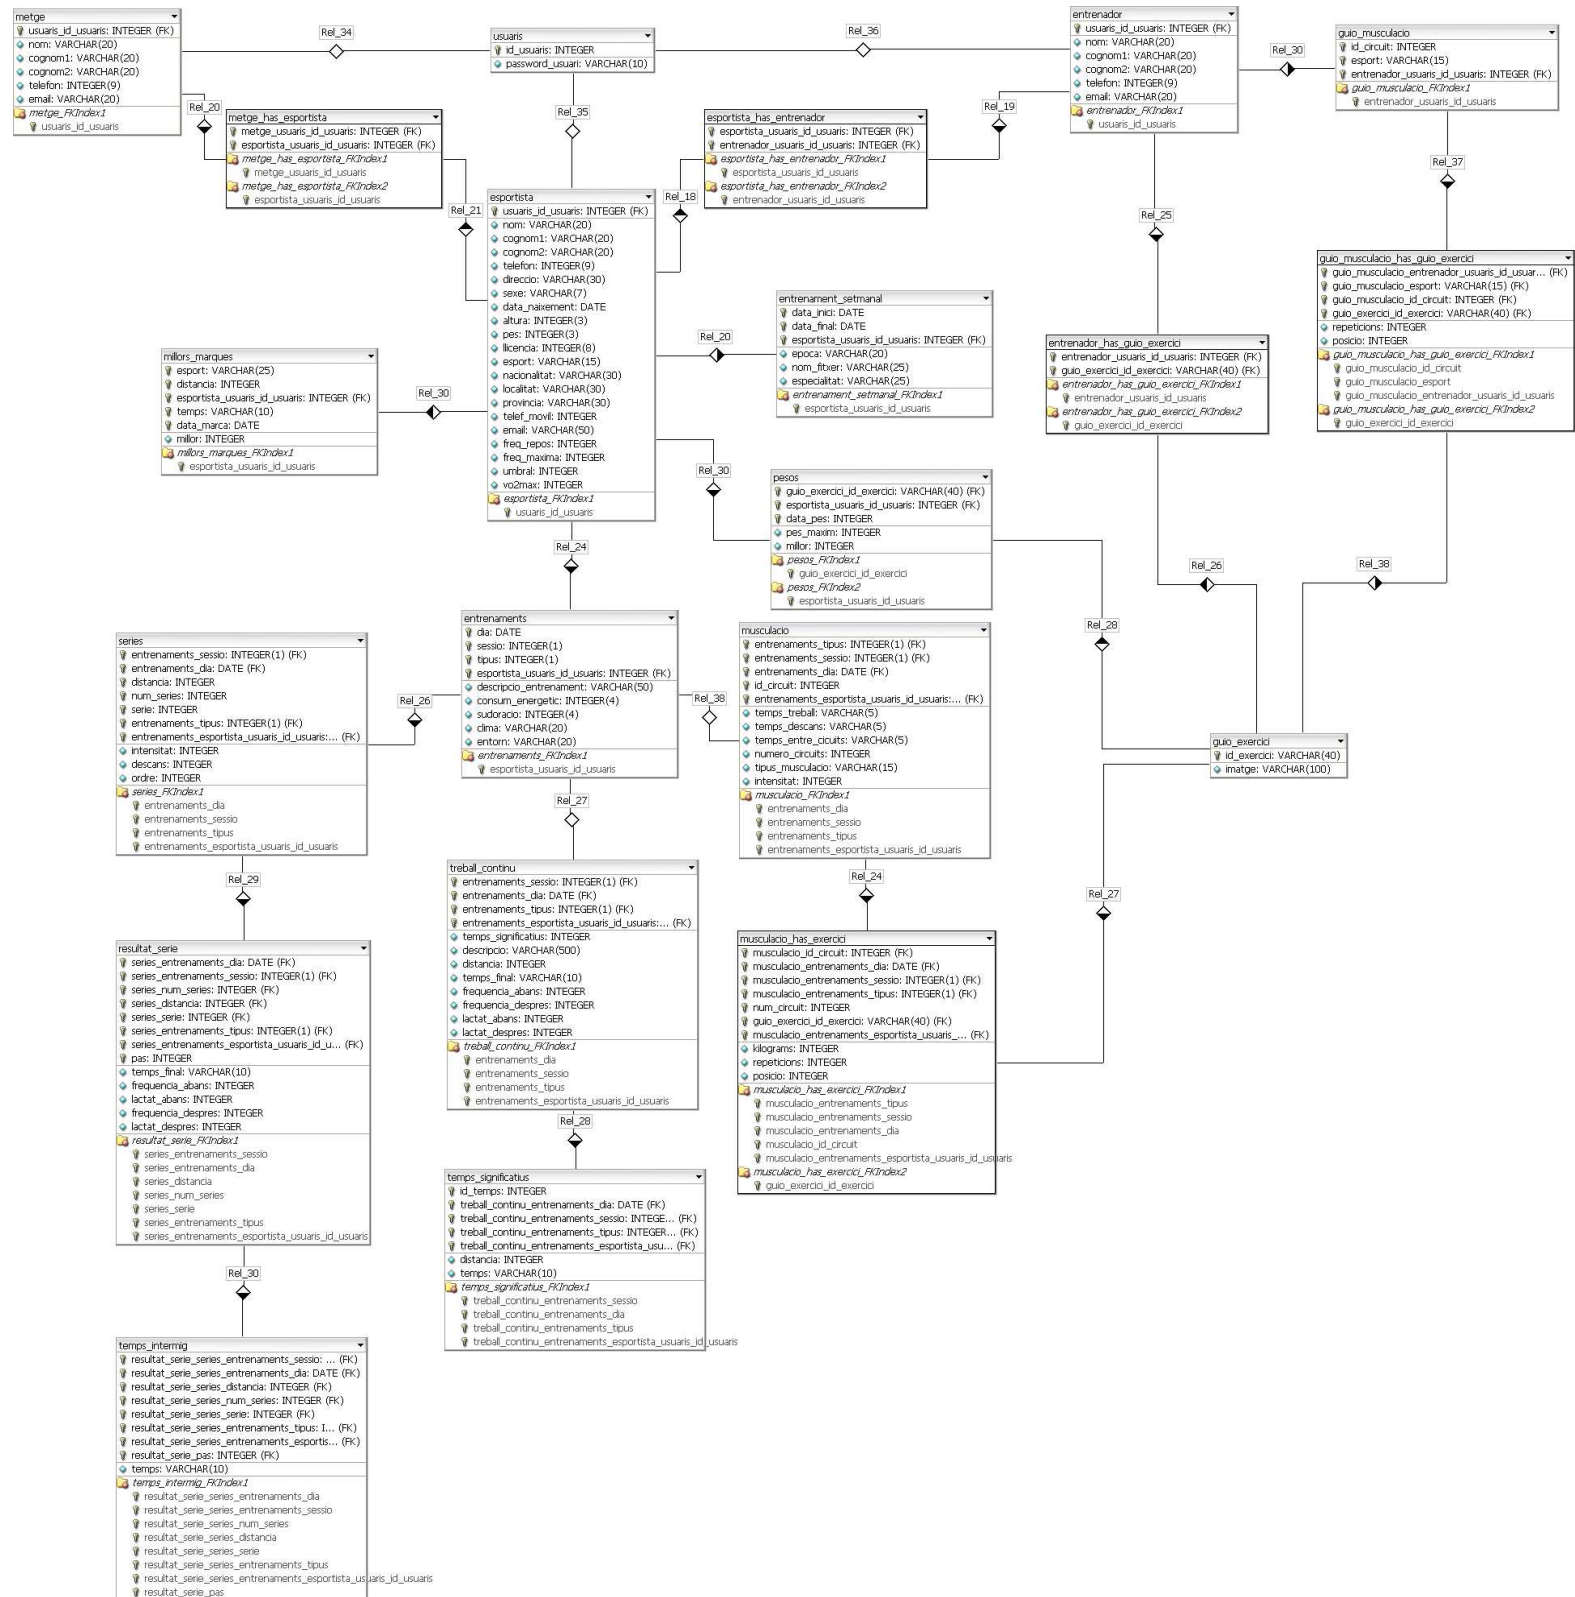 metge
usuaris_id_usuaris: INTEGER (FK)
nom: VARCHAR(20)
cognom1: VARCHAR(20)
cognom2: VARCHAR(20)
telefon: INTEGER(9)
email: VARCHAR(20)
metge_FKIndex1
usuaris_id_usuaris
Rel_34
usuaris
id_usuaris: INTEGER
password_usuari: VARCHAR(10)
Rel_36
entrenador
usuaris_id_usuaris: INTEGER (FK)
nom: VARCHAR(20)
cognom1: VARCHAR(20)
cognom2: VARCHAR(20)
telefon: INTEGER(9)
email: VARCHAR(20)
entrenador_FKIndex1
usuaris_id_usuaris
Rel_30
guio_musculacio
id_circuit: INTEGER
esport: VARCHAR(15)
entrenador_usuaris_id_usuaris: INTEGER (FK)
guio_musculacio_FKIndex1
entrenador_usuaris_id_usuaris
Rel_20
metge_has_esportista
metge_usuaris_id_usuaris: INTEGER (FK)
esportista_usuaris_id_usuaris: INTEGER (FK)
metge_has_esportista_FKIndex1
metge_usuaris_id_usuaris
metge_has_esportista_FKIndex2
esportista_usuaris_id_usuaris
Rel_35
esportista_has_entrenador
esportista_usuaris_id_usuaris: INTEGER (FK)
entrenador_usuaris_id_usuaris: INTEGER (FK)
esportista_has_entrenador_FKIndex1
esportista_usuaris_id_usuaris
esportista_has_entrenador_FKIndex2
entrenador_usuaris_id_usuaris
Rel_19
Rel_37
Rel_21
Rel_18
Rel_25
esportista
usuaris_id_usuaris: INTEGER (FK)
nom: VARCHAR(20)
cognom1: VARCHAR(20)
cognom2: VARCHAR(20)
telefon: INTEGER(9)
direccio: VARCHAR(30)
sexe: VARCHAR(7)
data_naixement: DATE
altura: INTEGER(3)
pes: INTEGER(3)
llicencia: INTEGER(8)
esport: VARCHAR(15)
nacionalitat: VARCHAR(30)
localitat: VARCHAR(30)
provincia: VARCHAR(30)
telef_movil: INTEGER
email: VARCHAR(50)
freq_repos: INTEGER
freq_maxima: INTEGER
umbral: INTEGER
vo2max: INTEGER
esportista_FKIndex1
usuaris_id_usuaris
guio_musculacio_has_guio_exercici
guio_musculacio_entrenador_usuaris_id_usuar... (FK)
guio_musculacio_esport: VARCHAR(15) (FK)
guio_musculacio_id_circuit: INTEGER (FK)
guio_exercici_id_exercici: VARCHAR(40) (FK)
repeticions: INTEGER
posicio: INTEGER
guio_musculacio_has_guio_exercici_FKIndex1
guio_musculacio_id_circuit
guio_musculacio_esport
guio_musculacio_entrenador_usuaris_id_usuaris
guio_musculacio_has_guio_exercici_FKIndex2
guio_exercici_id_exercici
Rel_20
entrenament_setmanal
data_inici: DATE
data_final: DATE
esportista_usuaris_id_usuaris: INTEGER (FK)
epoca: VARCHAR(20)
nom_fitxer: VARCHAR(25)
especialitat: VARCHAR(25)
entrenament_setmanal_FKIndex1
esportista_usuaris_id_usuaris
entrenador_has_guio_exercici
entrenador_usuaris_id_usuaris: INTEGER (FK)
guio_exercici_id_exercici: VARCHAR(40) (FK)
entrenador_has_guio_exercici_FKIndex1
entrenador_usuaris_id_usuaris
entrenador_has_guio_exercici_FKIndex2
guio_exercici_id_exercici
millors_marques
esport: VARCHAR(25)
distancia: INTEGER
esportista_usuaris_id_usuaris: INTEGER (FK)
temps: VARCHAR(10)
data_marca: DATE
millor: INTEGER
millors_marques_FKIndex1
esportista_usuaris_id_usuaris
Rel_30
Rel_30
pesos
guio_exercici_id_exercici: VARCHAR(40) (FK)
esportista_usuaris_id_usuaris: INTEGER (FK)
data_pes: INTEGER
pes_maxim: INTEGER
millor: INTEGER
pesos_FKIndex1
guio_exercici_id_exercici
pesos_FKIndex2
esportista_usuaris_id_usuaris
Rel_24
Rel_26
Rel_38
Rel_28
entrenaments
dia: DATE
sessio: INTEGER(1)
tipus: INTEGER(1)
esportista_usuaris_id_usuaris: INTEGER (FK)
descripcio_entrenament: VARCHAR(50)
consum_energetic: INTEGER(4)
sudoracio: INTEGER(4)
clima: VARCHAR(20)
entorn: VARCHAR(20)
entrenaments_FKIndex1
esportista_usuaris_id_usuaris
series
entrenaments_sessio: INTEGER(1) (FK)
entrenaments_dia: DATE (FK)
distancia: INTEGER
num_series: INTEGER
serie: INTEGER
entrenaments_tipus: INTEGER(1) (FK)
entrenaments_esportista_usuaris_id_usuaris:... (FK)
intensitat: INTEGER
descans: INTEGER
ordre: INTEGER
series_FKIndex1
entrenaments_dia
entrenaments_sessio
entrenaments_tipus
entrenaments_esportista_usuaris_id_usuaris
Rel_26
Rel_38
musculacio
entrenaments_tipus: INTEGER(1) (FK)
entrenaments_sessio: INTEGER(1) (FK)
entrenaments_dia: DATE (FK)
id_circuit: INTEGER
entrenaments_esportista_usuaris_id_usuaris:... (FK)
temps_treball: VARCHAR(5)
temps_descans: VARCHAR(5)
temps_entre_cicuits: VARCHAR(5)
numero_circuits: INTEGER
tipus_musculacio: VARCHAR(15)
intensitat: INTEGER
musculacio_FKIndex1
entrenaments_dia
entrenaments_sessio
entrenaments_tipus
entrenaments_esportista_usuaris_id_usuaris
guio_exercici
id_exercici: VARCHAR(40)
imatge: VARCHAR(100)
Rel_27
Rel_29
Rel_24
Rel_27
treball_continu
entrenaments_sessio: INTEGER(1) (FK)
entrenaments_dia: DATE (FK)
entrenaments_tipus: INTEGER(1) (FK)
entrenaments_esportista_usuaris_id_usuaris:... (FK)
temps_significatius: INTEGER
descripcio: VARCHAR(500)
distancia: INTEGER
temps_final: VARCHAR(10)
frequencia_abans: INTEGER
frequencia_despres: INTEGER
lactat_abans: INTEGER
lactat_despres: INTEGER
treball_continu_FKIndex1
entrenaments_dia
entrenaments_sessio
entrenaments_tipus
entrenaments_esportista_usuaris_id_usuaris
resultat_serie
series_entrenaments_dia: DATE (FK)
series_entrenaments_sessio: INTEGER(1) (FK)
series_num_series: INTEGER (FK)
series_distancia: INTEGER (FK)
series_serie: INTEGER (FK)
series_entrenaments_tipus: INTEGER(1) (FK)
series_entrenaments_esportista_usuaris_id_u... (FK)
pas: INTEGER
temps_final: VARCHAR(10)
frequencia_abans: INTEGER
lactat_abans: INTEGER
frequencia_despres: INTEGER
lactat_despres: INTEGER
resultat_serie_FKIndex1
series_entrenaments_sessio
series_entrenaments_dia
series_distancia
series_num_series
series_serie
series_entrenaments_tipus
series_entrenaments_esportista_usuaris_id_usuaris
musculacio_has_exercici
musculacio_id_circuit: INTEGER (FK)
musculacio_entrenaments_dia: DATE (FK)
musculacio_entrenaments_sessio: INTEGER(1) (FK)
musculacio_entrenaments_tipus: INTEGER(1) (FK)
num_circuit: INTEGER
guio_exercici_id_exercici: VARCHAR(40) (FK)
musculacio_entrenaments_esportista_usuaris_... (FK)
kilograms: INTEGER
repeticions: INTEGER
posicio: INTEGER
musculacio_has_exercici_FKIndex1
musculacio_entrenaments_tipus
musculacio_entrenaments_sessio
musculacio_entrenaments_dia
musculacio_id_circuit
musculacio_entrenaments_esportista_usuaris_id_usuaris
musculacio_has_exercici_FKIndex2
guio_exercici_id_exercici
Rel_28
temps_significatius
id_temps: INTEGER
treball_continu_entrenaments_dia: DATE (FK)
treball_continu_entrenaments_sessio: INTEGE... (FK)
treball_continu_entrenaments_tipus: INTEGER... (FK)
treball_continu_entrenaments_esportista_usu... (FK)
distancia: INTEGER
temps: VARCHAR(10)
temps_significatius_FKIndex1
treball_continu_entrenaments_sessio
treball_continu_entrenaments_dia
treball_continu_entrenaments_tipus
treball_continu_entrenaments_esportista_usuaris_id_usuaris
Rel_30
temps_intermig
resultat_serie_series_entrenaments_sessio: ... (FK)
resultat_serie_series_entrenaments_dia: DATE (FK)
resultat_serie_series_distancia: INTEGER (FK)
resultat_serie_series_num_series: INTEGER (FK)
resultat_serie_series_serie: INTEGER (FK)
resultat_serie_series_entrenaments_tipus: I... (FK)
resultat_serie_series_entrenaments_esportis... (FK)
resultat_serie_pas: INTEGER (FK)
temps: VARCHAR(10)
temps_intermig_FKIndex1
resultat_serie_series_entrenaments_dia
resultat_serie_series_entrenaments_sessio
resultat_serie_series_num_series
resultat_serie_series_distancia
resultat_serie_series_serie
resultat_serie_series_entrenaments_tipus
resultat_serie_series_entrenaments_esportista_usuaris_id_usuaris
resultat_serie_pas